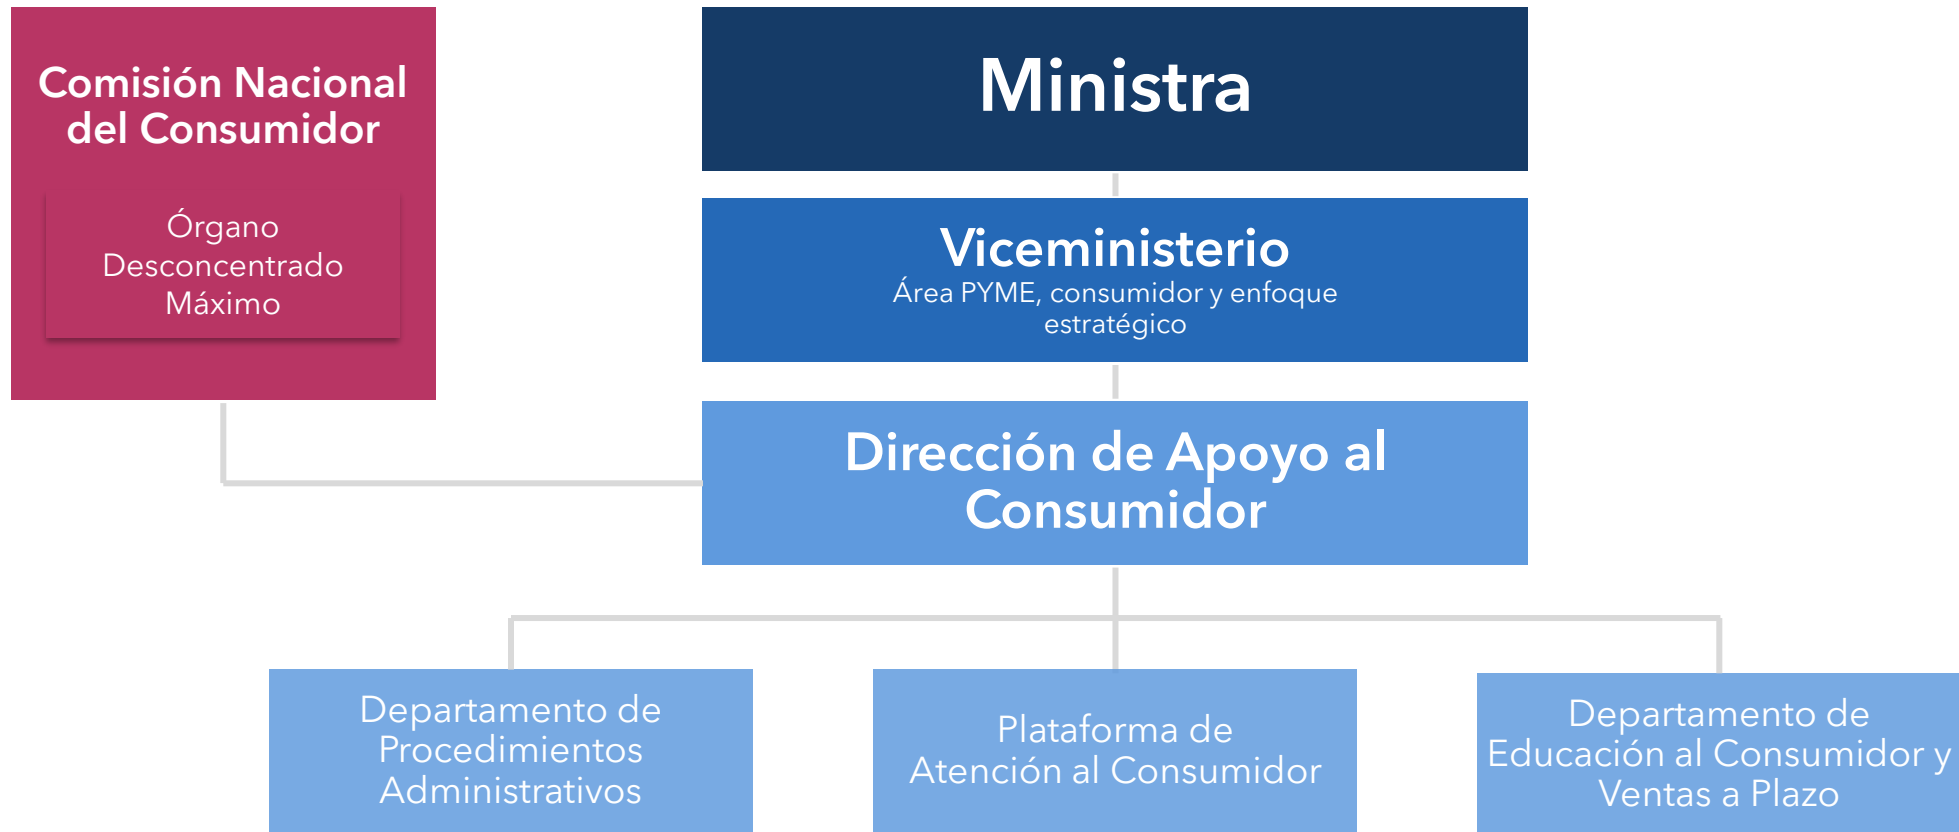 Comisión Nacional
del Consumidor
Órgano
Desconcentrado
Máximo
Ministra
Viceministerio
Área PYME, consumidor y enfoque
estratégico
Dirección de Apoyo al
Consumidor
Departamento de
Procedimientos
Administrativos
Plataforma de
Atención al Consumidor
Departamento de
Educación al Consumidor y
Ventas a Plazo